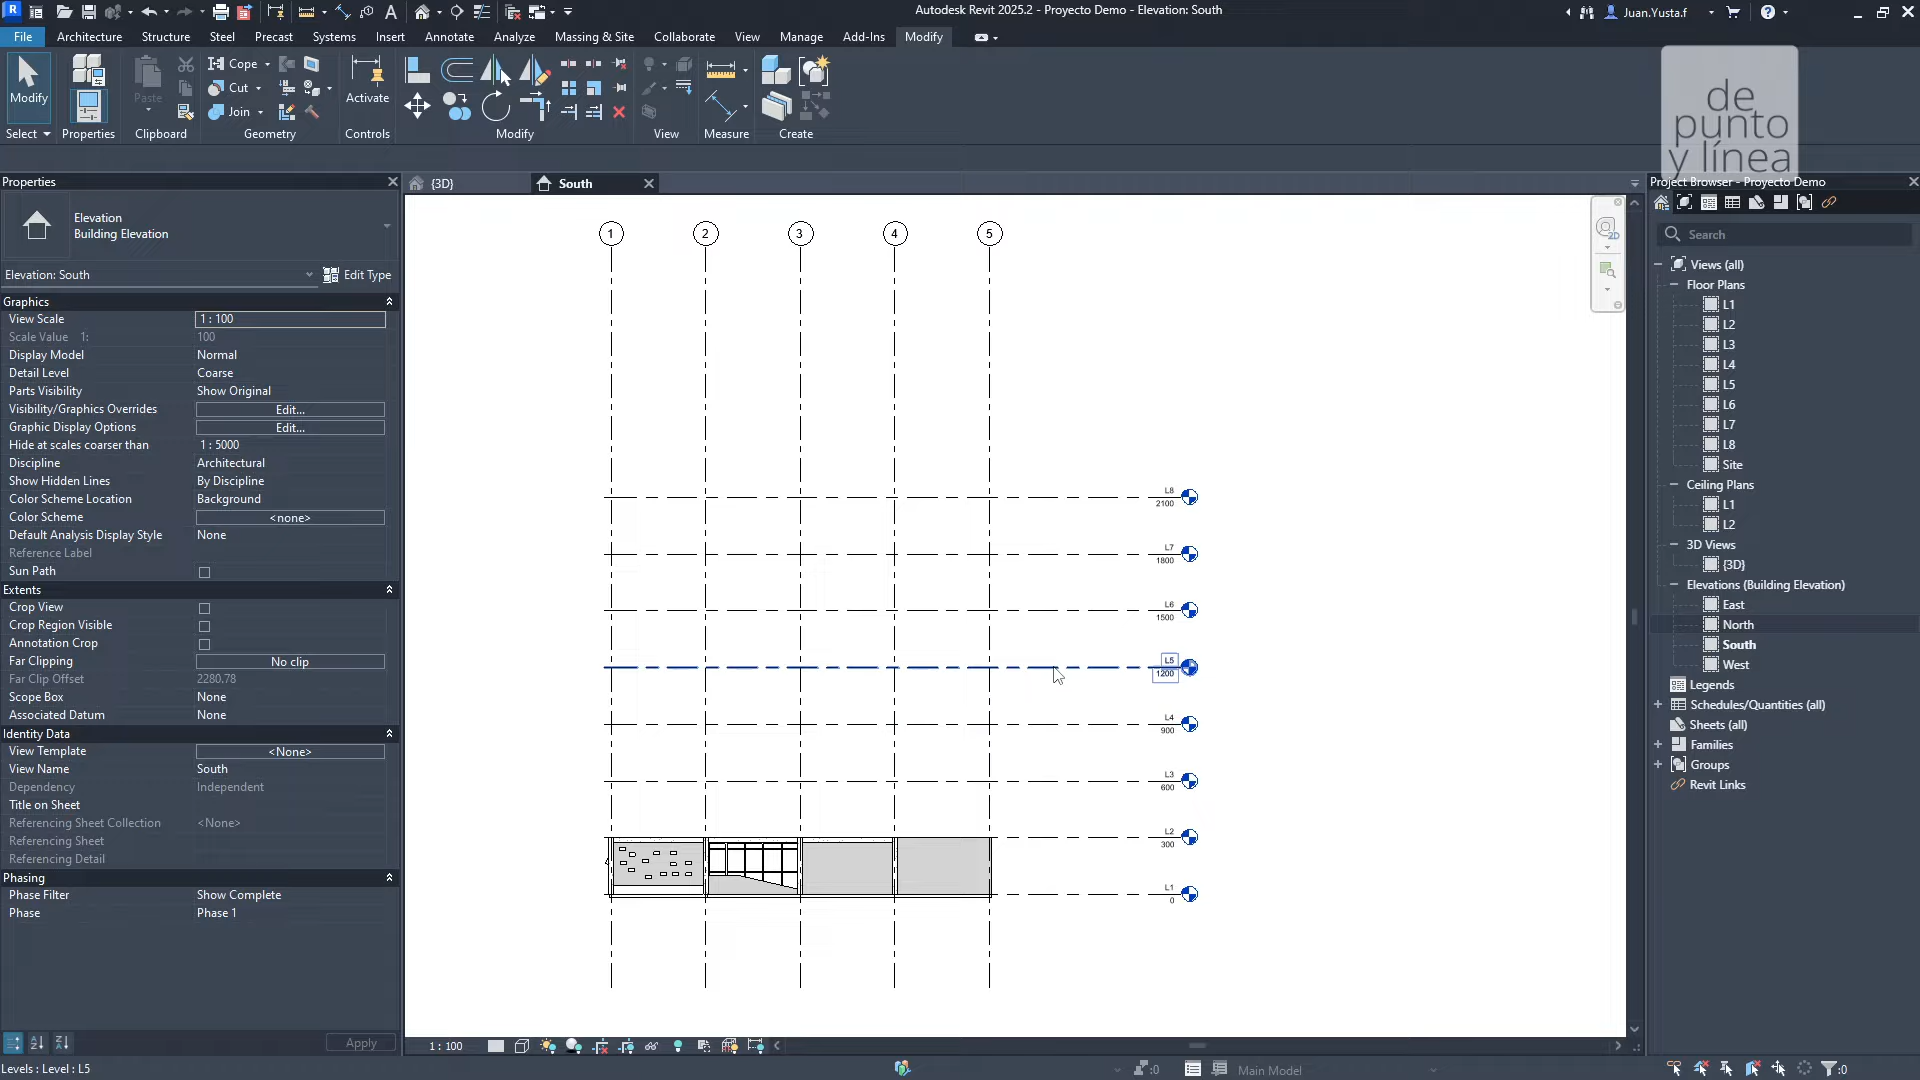 Autodesk Revit 2025.2 - Proyecto Demo - Elevation: South
Juan.Yusta.f
File
Architecture
Structure
Steel
Precast
Systems
Insert
Annotate
Analyze
Massing & Site
Collaborate
View
Manage
Add-Ins
Modify
Modify
Select
Properties
Paste
Clipboard
Cope
Cut
Join
Geometry
Activate
Controls
Modify
View
Measure
Create
de
punto
y línea
Properties
Elevation
Building Elevation
Elevation: South
Edit Type
Graphics
View Scale 1 : 100
Scale Value 1: 100
Display Model Normal
Detail Level Coarse
Parts Visibility Show Original
Visibility/Graphics Overrides Edit...
Graphic Display Options Edit...
Hide at scales coarser than 1 : 5000
Discipline Architectural
Show Hidden Lines By Discipline
Color Scheme Location Background
Color Scheme <none>
Default Analysis Display Style None
Reference Label
Sun Path
Extents
Crop View
Crop Region Visible
Annotation Crop
Far Clipping No clip
Far Clip Offset 2280.78
Scope Box None
Associated Datum None
Identity Data
View Template <None>
View Name South
Dependency Independent
Title on Sheet
Referencing Sheet Collection <None>
Referencing Sheet
Referencing Detail
Phasing
Phase Filter Show Complete
Phase Phase 1
Apply
Levels : Level : L5
{3D}
South
1 2 3 4 5
L8
2100
L7
1800
L6
1500
L5
1200
L4
900
L3
600
L2
300
L1
0
2D
1 : 100
:0
Main Model
:0
Project Browser - Proyecto Demo
Search
Views (all)
Floor Plans
L1
L2
L3
L4
L5
L6
L7
L8
Site
Ceiling Plans
L1
L2
3D Views
{3D}
Elevations (Building Elevation)
East
North
South
West
Legends
Schedules/Quantities (all)
Sheets (all)
Families
Groups
Revit Links